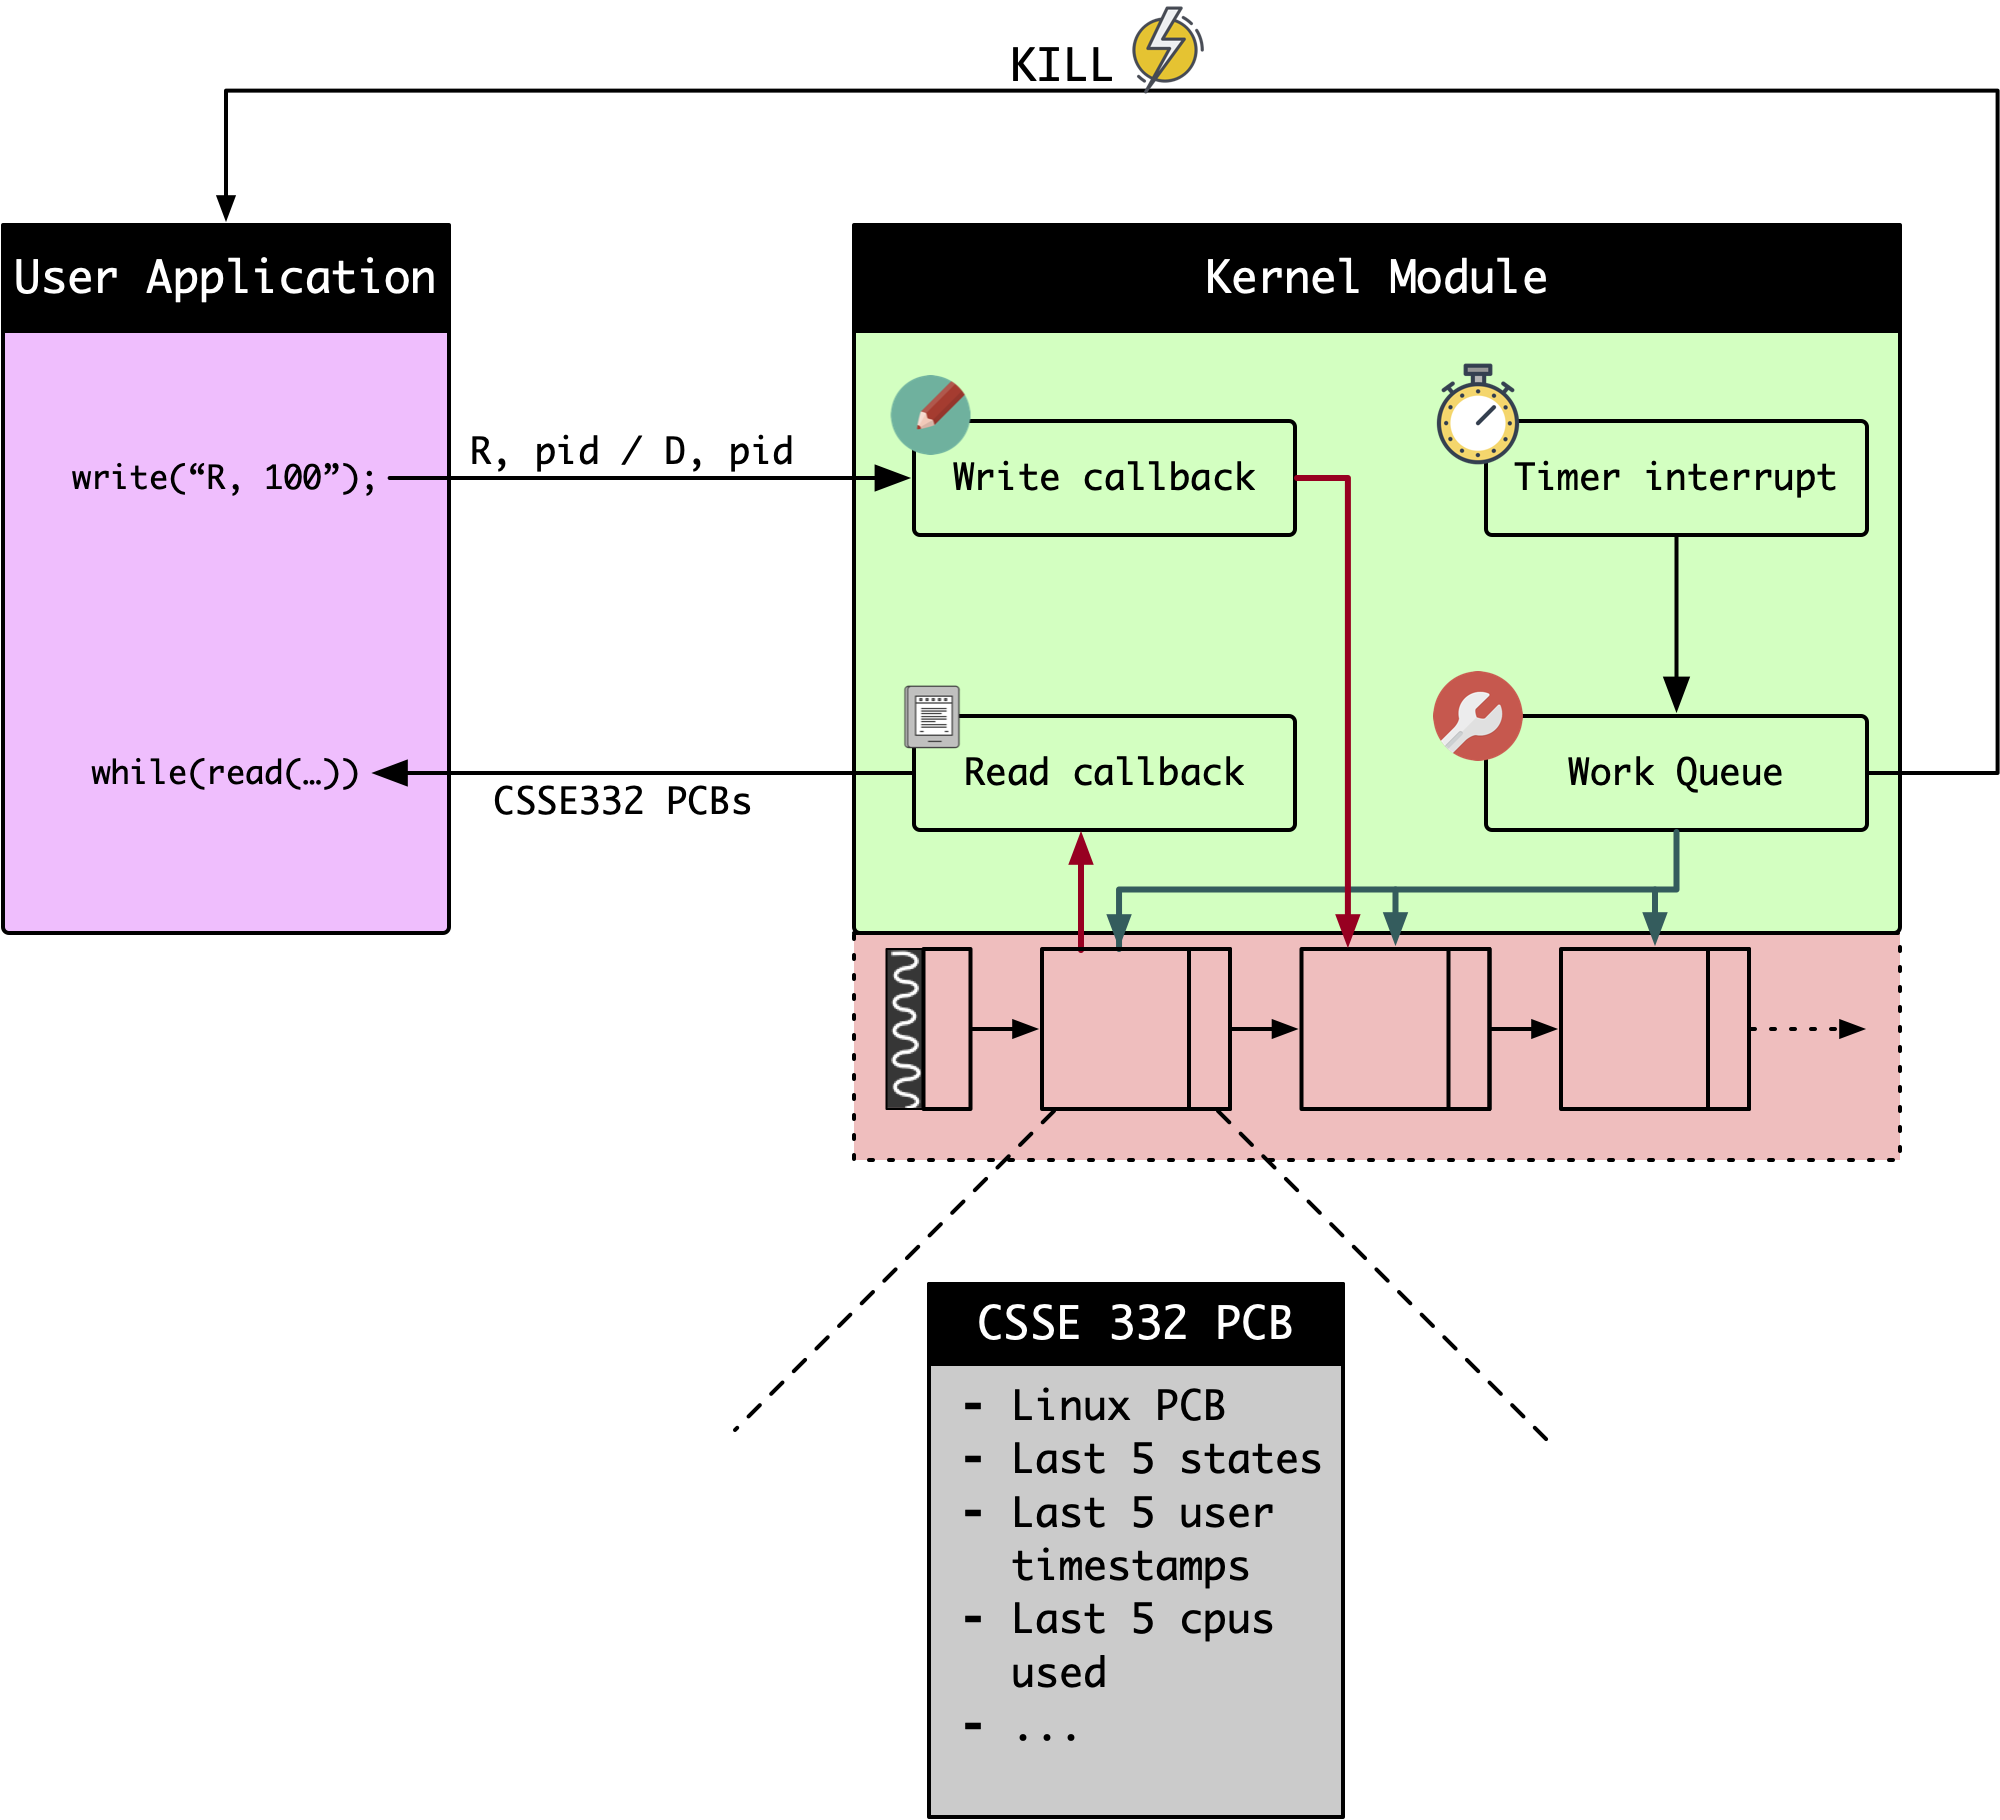 KILL
User Application
Kernel Module
write(“R, 100”);
R, pid / D, pid
Write callback
Timer interrupt
while(read(…))
CSSE332 PCBs
Read callback
Work Queue
CSSE 332 PCB
- Linux PCB
- Last 5 states
- Last 5 user
timestamps
- Last 5 cpus
used
- ...